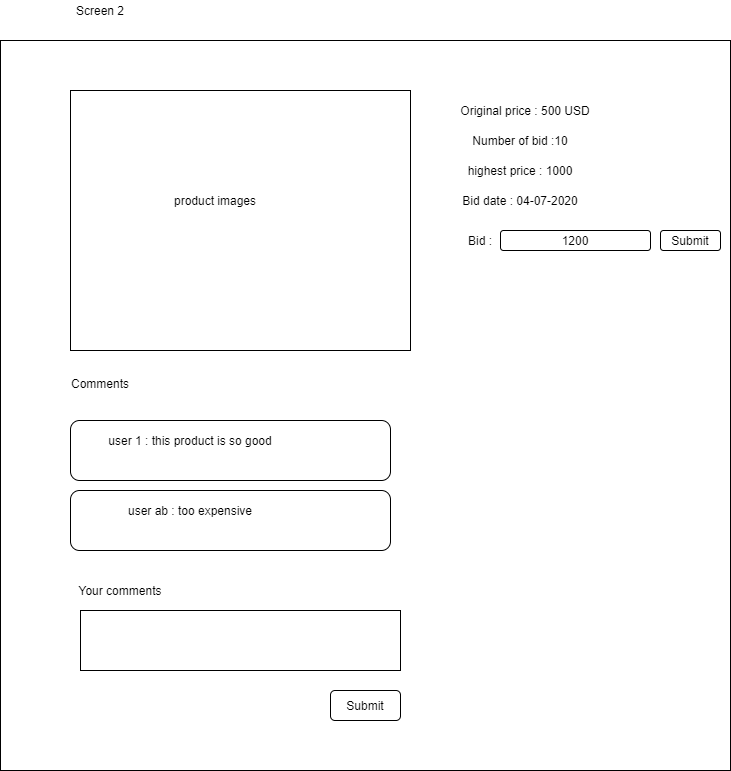 Screen 2
product images
Original price : 500 USD
Number of bid :10
highest price : 1000
Bid date : 04-07-2020
Bid : 1200 Submit
Comments
user 1 : this product is so good
user ab : too expensive
Your comments
Submit